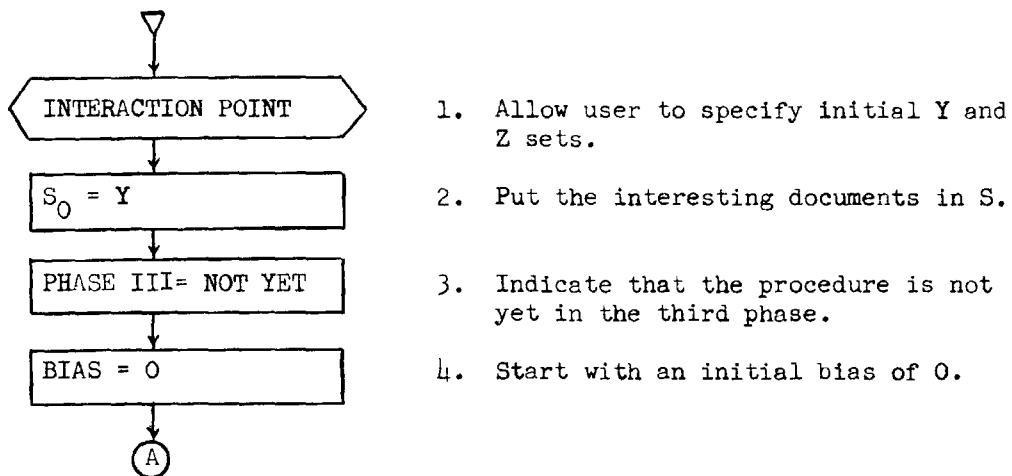 INTERACTION POINT
1. Allow user to specify initial Y and
Z sets.
S₀ = Y
2. Put the interesting documents in S.
PHASE III= NOT YET
3. Indicate that the procedure is not
yet in the third phase.
BIAS = 0
4. Start with an initial bias of 0.
A